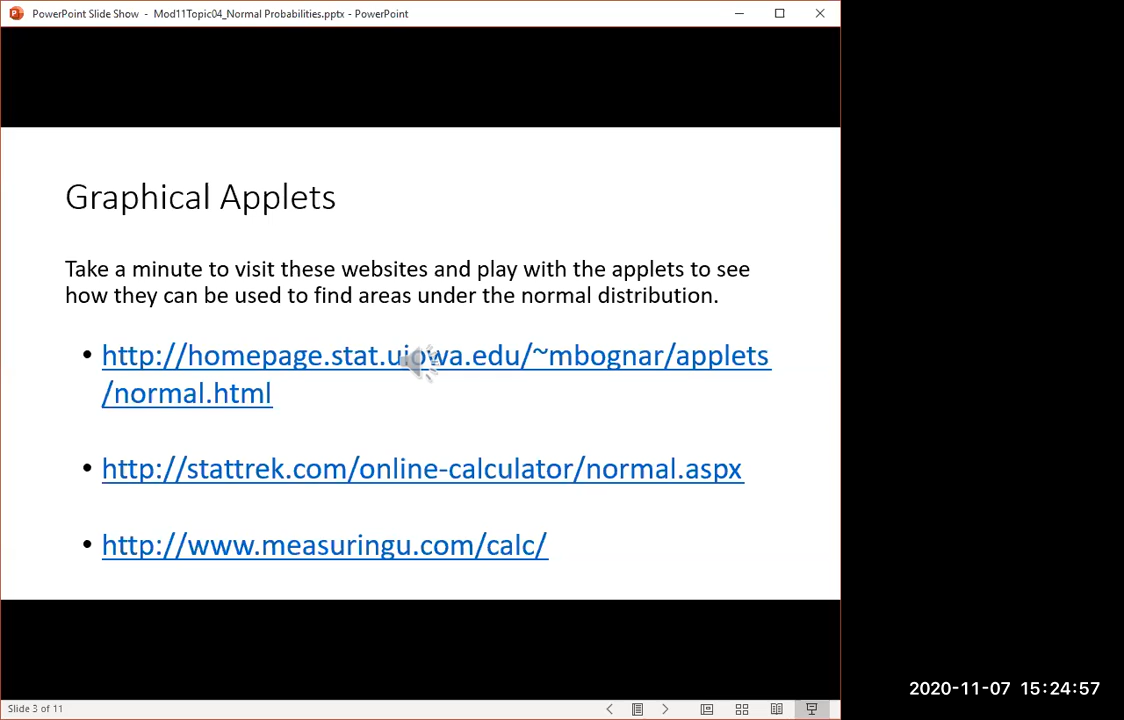 PowerPoint Slide Show - Mod11Topic04_Normal Probabilities.pptx - PowerPoint
Graphical Applets
Take a minute to visit these websites and play with the applets to see
how they can be used to find areas under the normal distribution.
• http://homepage.stat.uiowa.edu/~mbognar/applets
/normal.html
• http://stattrek.com/online-calculator/normal.aspx
• http://www.measuringu.com/calc/
2020-11-07 15:24:57
Slide 3 of 11